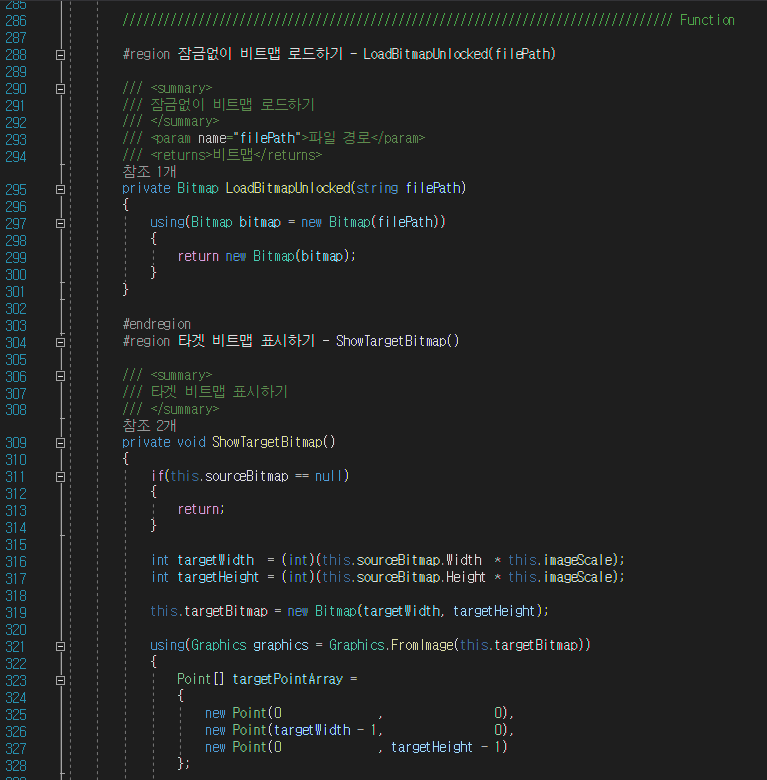 285
286 //////////////////////////////////////////////////////////////////////////////// Function
287
288 #region 잠금없이 비트맵 로드하기 - LoadBitmapUnlocked(filePath)
289
290 /// <summary>
291 /// 잠금없이 비트맵 로드하기
292 /// </summary>
293 /// <param name="filePath">파일 경로</param>
294 /// <returns>비트맵</returns>
참조 1개
295 private Bitmap LoadBitmapUnlocked(string filePath)
296 {
297 using(Bitmap bitmap = new Bitmap(filePath))
298 {
299 return new Bitmap(bitmap);
300 }
301 }
302
303 #endregion
304 #region 타겟 비트맵 표시하기 - ShowTargetBitmap()
305
306 /// <summary>
307 /// 타겟 비트맵 표시하기
308 /// </summary>
참조 2개
309 private void ShowTargetBitmap()
310 {
311 if(this.sourceBitmap == null)
312 {
313 return;
314 }
315
316 int targetWidth  = (int)(this.sourceBitmap.Width  * this.imageScale);
317 int targetHeight = (int)(this.sourceBitmap.Height * this.imageScale);
318
319 this.targetBitmap = new Bitmap(targetWidth, targetHeight);
320
321 using(Graphics graphics = Graphics.FromImage(this.targetBitmap))
322 {
323 Point[] targetPointArray =
324 {
325 new Point(0              ,                0),
326 new Point(targetWidth - 1,                0),
327 new Point(0              , targetHeight - 1)
328 };